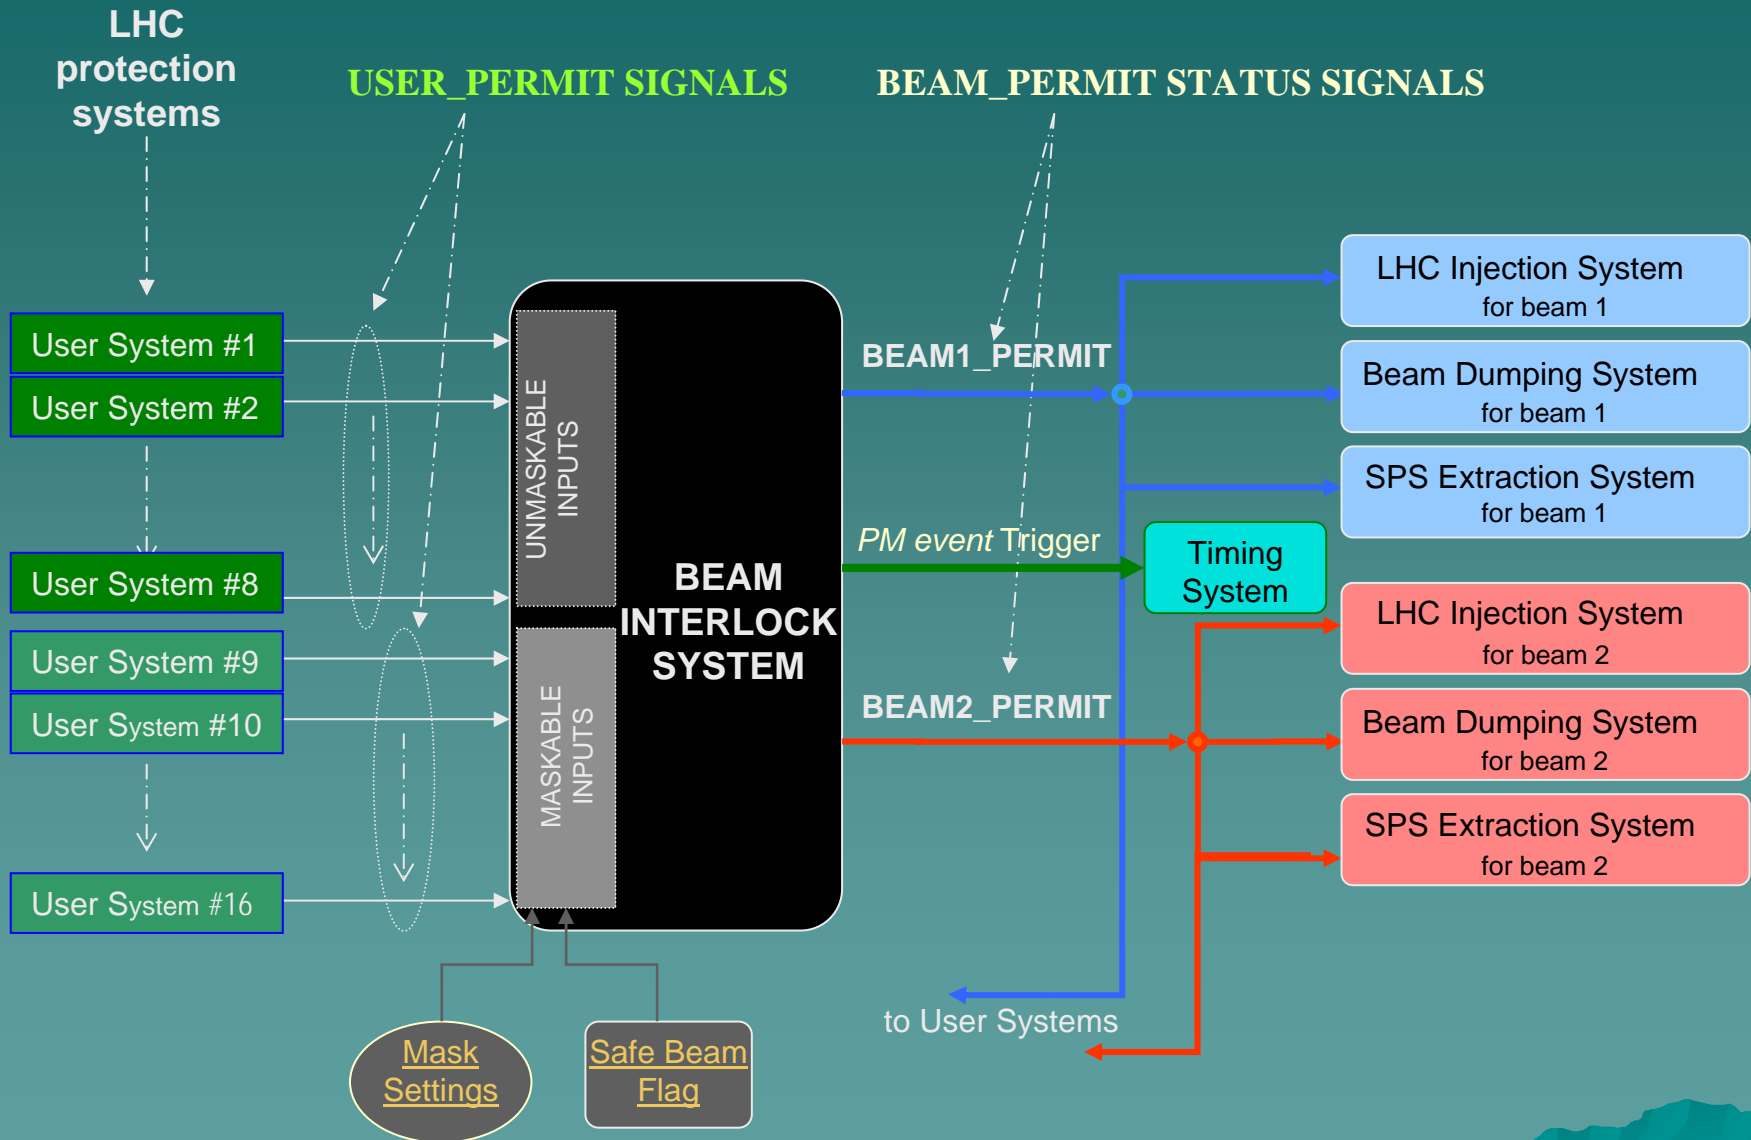 LHC
protection
systems
USER_PERMIT SIGNALS
BEAM_PERMIT STATUS SIGNALS
User System #1
User System #2
User System #8
User System #9
User System #10
User System #16
UNMASKABLE
INPUTS
MASKABLE
INPUTS
BEAM
INTERLOCK
SYSTEM
Mask
Settings
Safe Beam
Flag
BEAM1_PERMIT
PM event Trigger
Timing
System
BEAM2_PERMIT
to User Systems
LHC Injection System
for beam 1
Beam Dumping System
for beam 1
SPS Extraction System
for beam 1
LHC Injection System
for beam 2
Beam Dumping System
for beam 2
SPS Extraction System
for beam 2